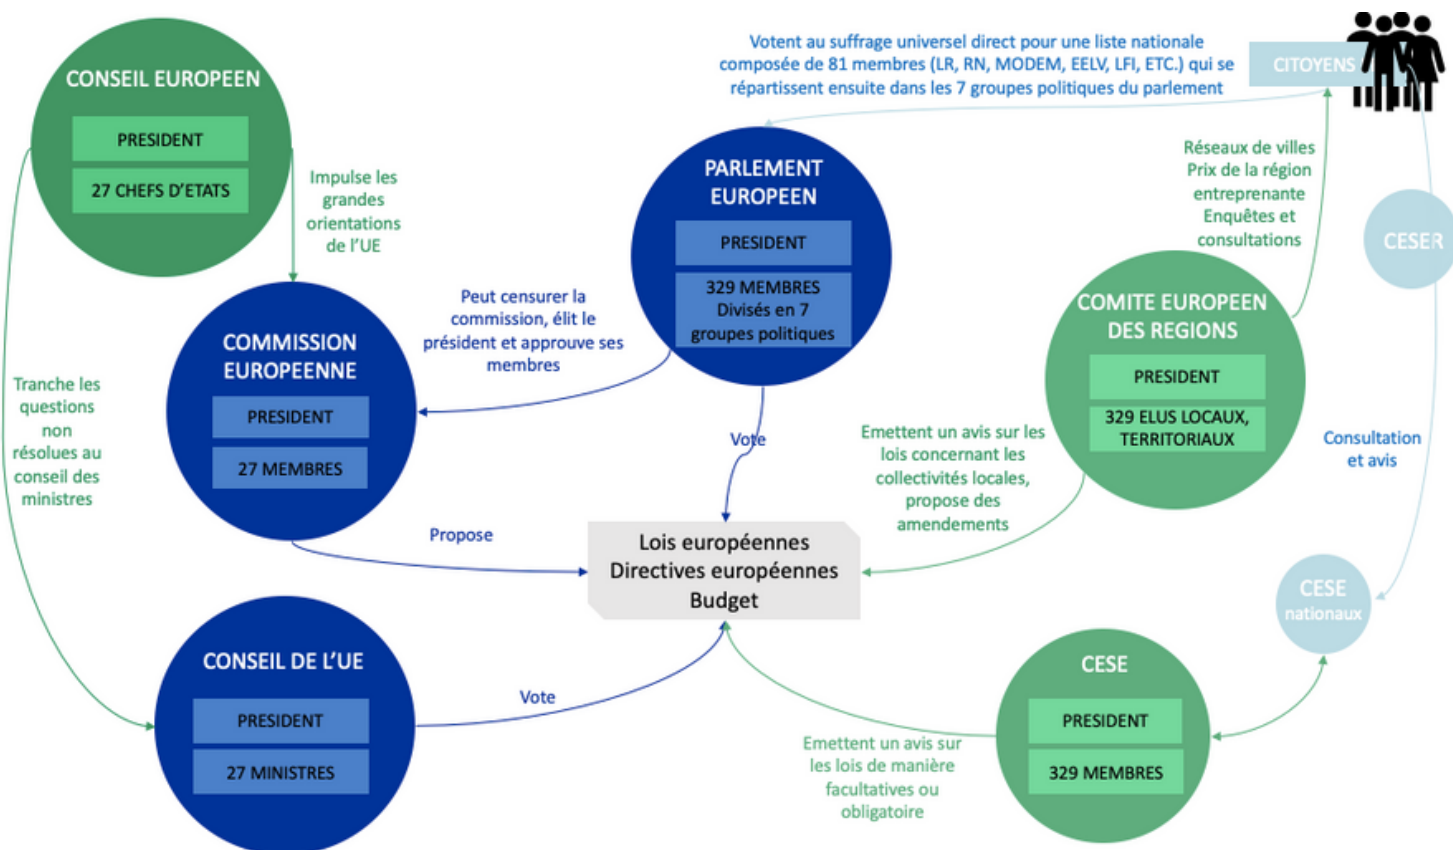 CONSEIL EUROPEEN
PRESIDENT
27 CHEFS D'ETATS
Impulse les
grandes
orientations
de l'UE
Votent au suffrage universel direct pour une liste nationale
composée de 81 membres (LR, RN, MODEM, EELV, LFI, ETC.) qui se
répartissent ensuite dans les 7 groupes politiques du parlement
CITOYENS
PARLEMENT
EUROPEEN
PRESIDENT
329 MEMBRES
Divisés en 7
groupes politiques
Réseaux de villes
Prix de la région
entreprenante
Enquêtes et
consultations
CESER
Peut censurer la
commission, élit le
président et approuve ses
membres
COMMISSION
EUROPEENNE
PRESIDENT
27 MEMBRES
COMITE EUROPEEN
DES REGIONS
PRESIDENT
329 ELUS LOCAUX,
TERRITORIAUX
Tranche les
questions
non
résolues au
conseil des
ministres
Vote
Emettent un avis sur les
lois concernant les
collectivités locales,
propose des
amendements
Consultation
et avis
Propose
Lois européennes
Directives européennes
Budget
CESE
nationaux
CONSEIL DE L'UE
PRESIDENT
27 MINISTRES
Vote
CESE
PRESIDENT
329 MEMBRES
Emettent un avis sur
les lois de manière
facultatives ou
obligatoire